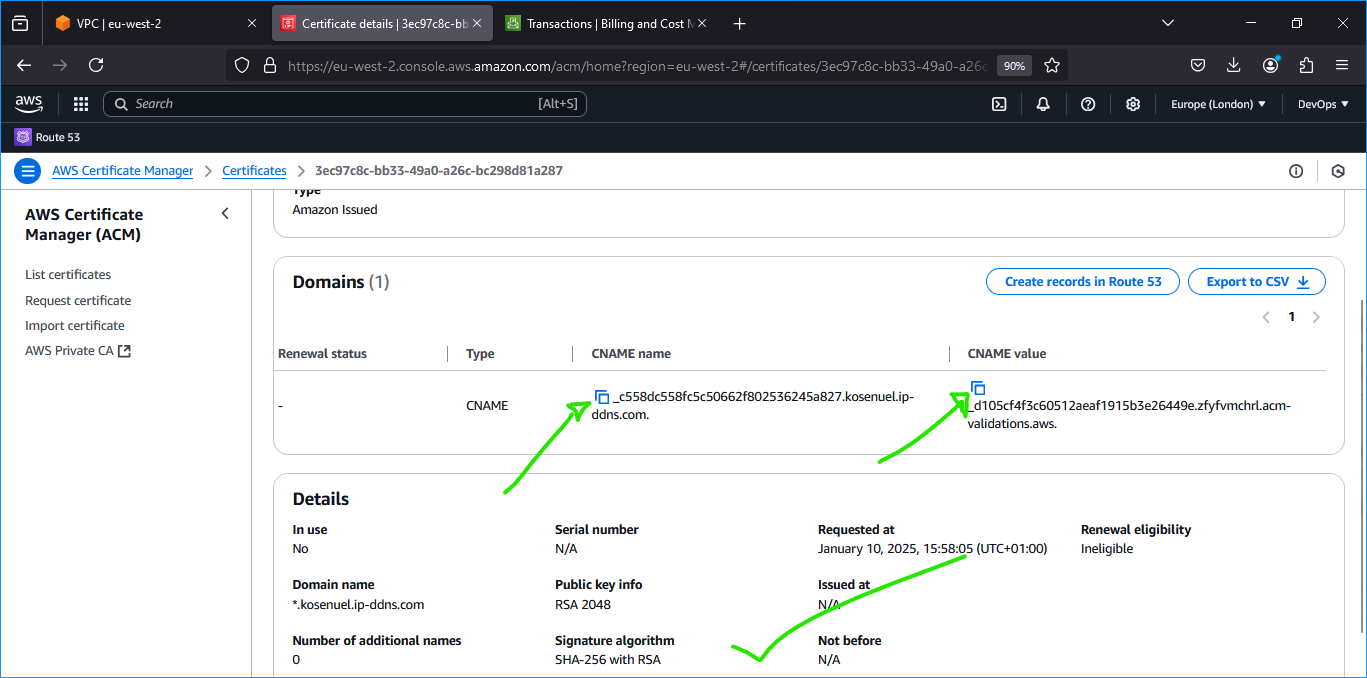 VPC | eu-west-2
Certificate details | 3ec97c8c-bb
Transactions | Billing and Cost M
https://eu-west-2.console.aws.amazon.com/acm/home?region=eu-west-2#/certificates/3ec97c8c-bb33-49a0-a26c
90%
aws
Search
[Alt+S]
Europe (London)
DevOps
Route 53
AWS Certificate Manager
Certificates
3ec97c8c-bb33-49a0-a26c-bc298d81a287
AWS Certificate
Manager (ACM)
List certificates
Request certificate
Import certificate
AWS Private CA
Type
Amazon Issued
Domains (1)
Create records in Route 53
Export to CSV
1
Renewal status
Type
CNAME name
CNAME value
-
CNAME
_c558dc558fc5c50662f802536245a827.kosenuel.ip-
ddns.com.
_d105cf4f3c60512aeaf1915b3e26449e.zfyfvmchrl.acm-
validations.aws.
Details
In use
No
Serial number
N/A
Requested at
January 10, 2025, 15:58:05 (UTC+01:00)
Renewal eligibility
Ineligible
Domain name
*.kosenuel.ip-ddns.com
Public key info
RSA 2048
Issued at
N/A
Number of additional names
0
Signature algorithm
SHA-256 with RSA
Not before
N/A